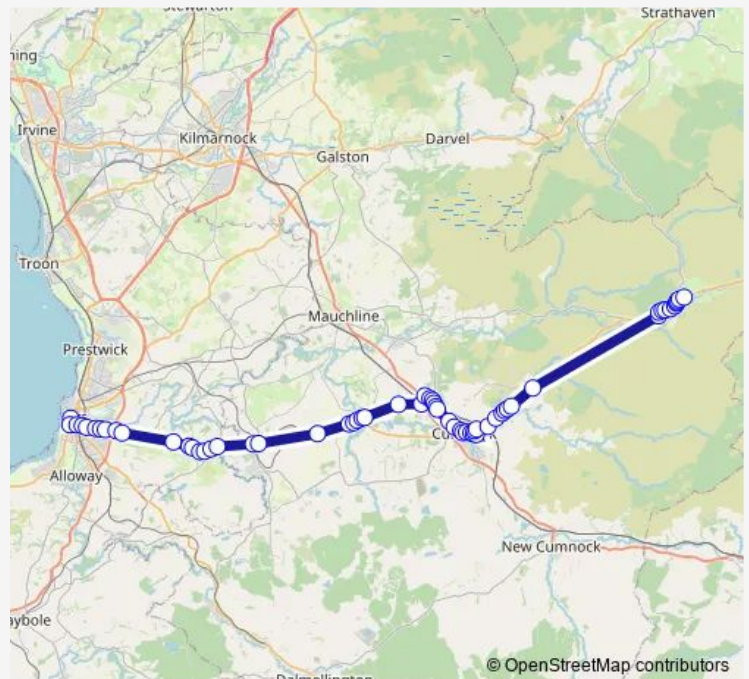 Strathaven
Irvine
Kilmarnock
Darvel
Galston
Troon
Mauchline
Prestwick
Alloway
New Cumnock
© OpenStreetMap contributors